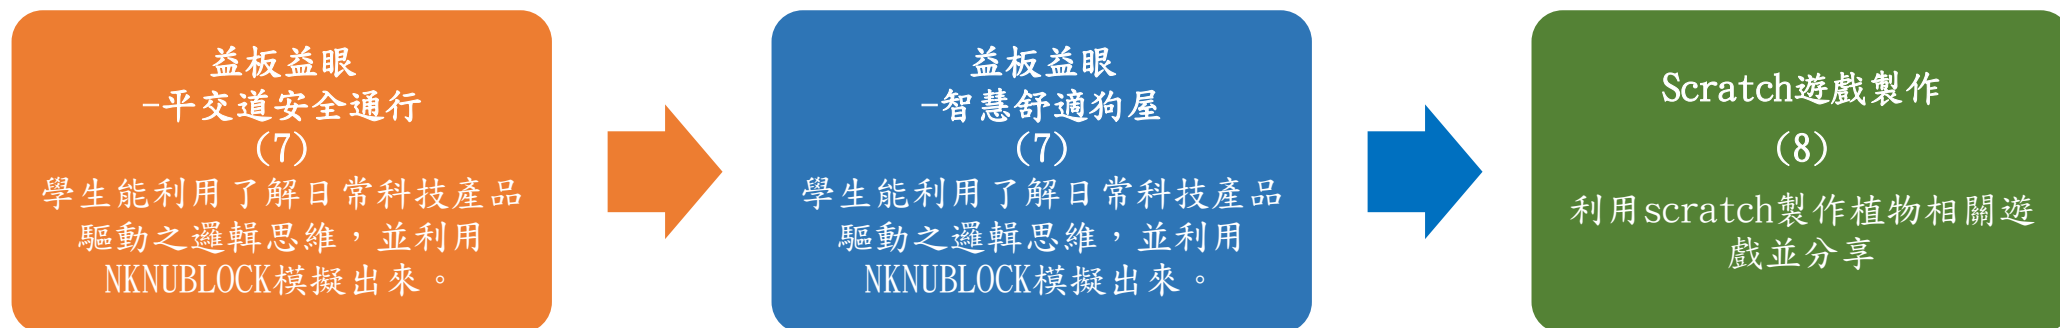 益板益眼
-平交道安全通行
(7)
學生能利用了解日常科技產品
驅動之邏輯思維，並利用
NKNUBLOCK模擬出來。
益板益眼
-智慧舒適狗屋
(7)
學生能利用了解日常科技產品
驅動之邏輯思維，並利用
NKNUBLOCK模擬出來。
Scratch遊戲製作
(8)
利用scratch製作植物相關遊
戲並分享